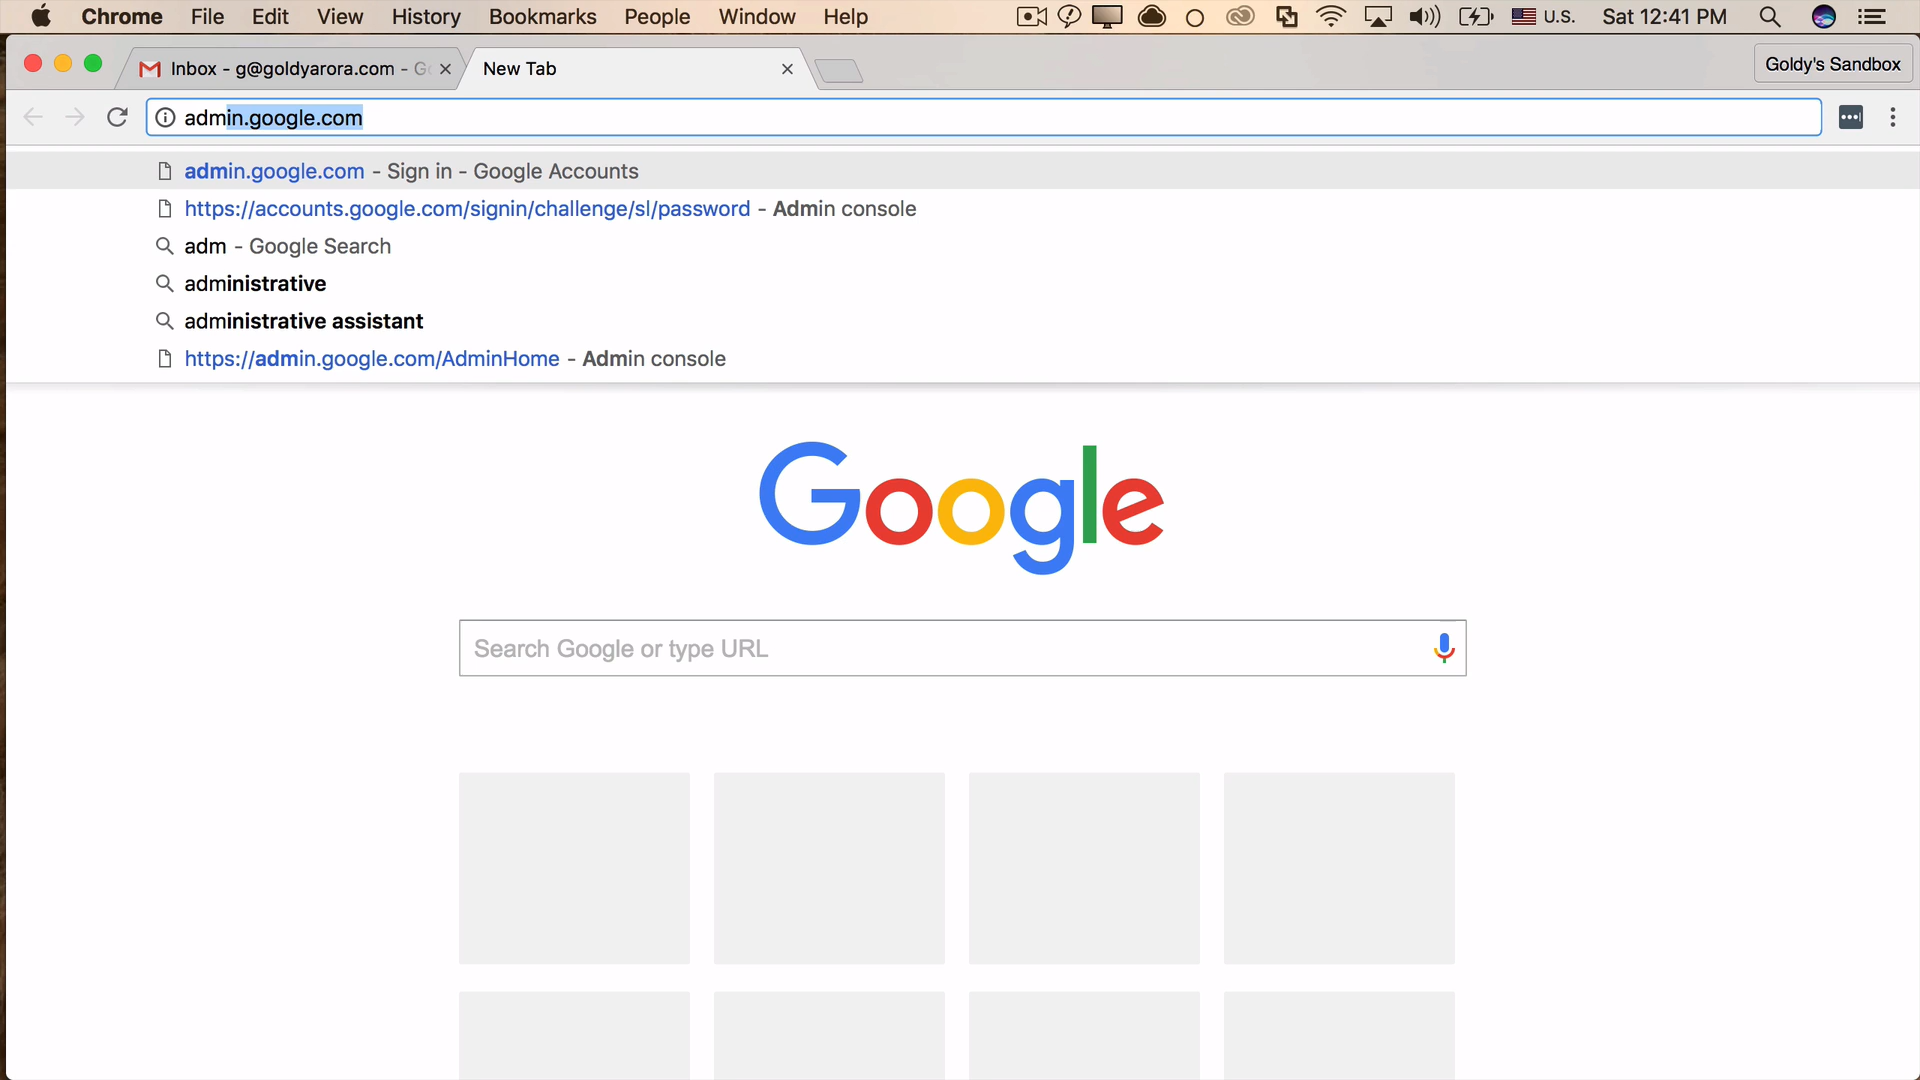 Chrome File Edit View History Bookmarks People Window Help U.S. Sat 12:41 PM
Inbox - g@goldyarora.com - Go New Tab Goldy's Sandbox
admin.google.com
admin.google.com - Sign in - Google Accounts
https://accounts.google.com/signin/challenge/sl/password - Admin console
adm - Google Search
administrative
administrative assistant
https://admin.google.com/AdminHome - Admin console
Google
Search Google or type URL